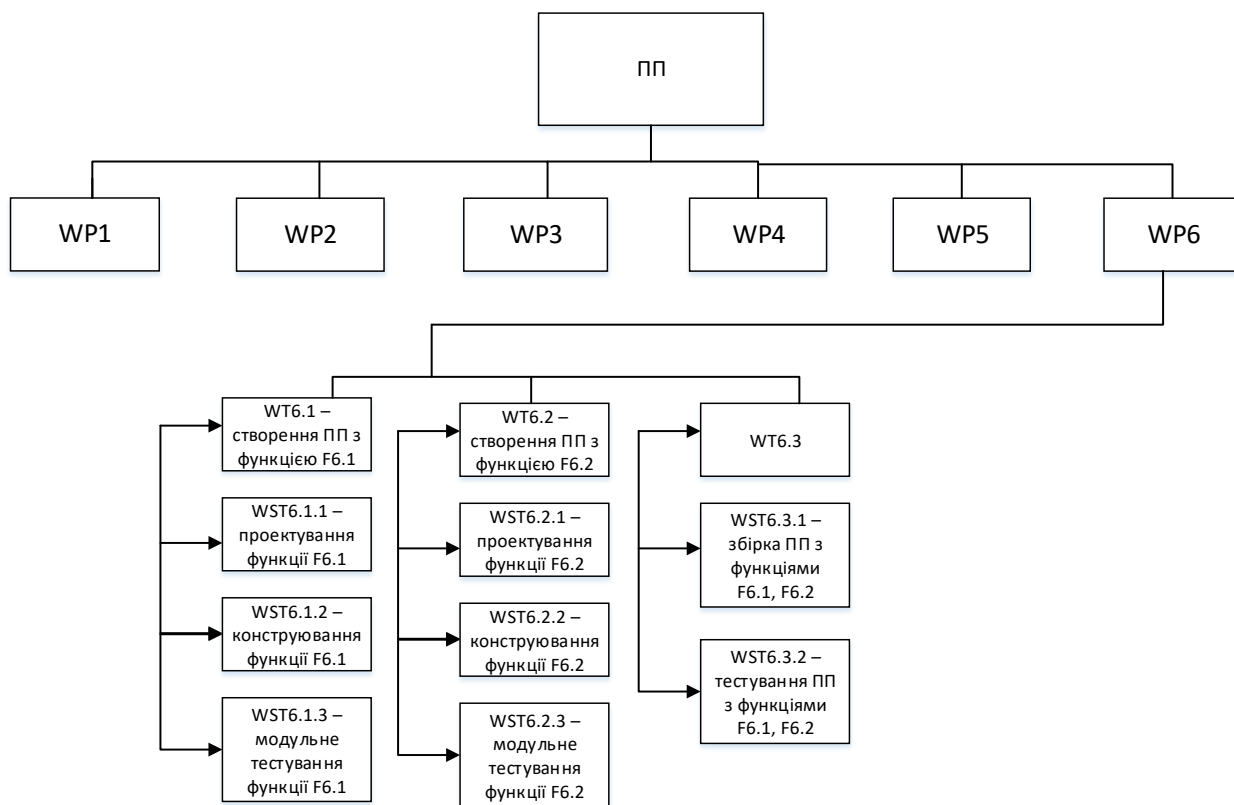 ПП
WP1
WP2
WP3
WP4
WP5
WP6
WT6.1 –
створення ПП з
функцією F6.1
WT6.2 –
створення ПП з
функцією F6.2
WT6.3
WST6.1.1 –
проектування
функції F6.1
WST6.2.1 –
проектування
функції F6.2
WST6.3.1 –
збірка ПП з
функціями
F6.1, F6.2
WST6.1.2 –
конструювання
функції F6.1
WST6.2.2 –
конструювання
функції F6.2
WST6.3.2 –
тестування ПП
з функціями
F6.1, F6.2
WST6.1.3 –
модульне
тестування
функції F6.1
WST6.2.3 –
модульне
тестування
функції F6.2